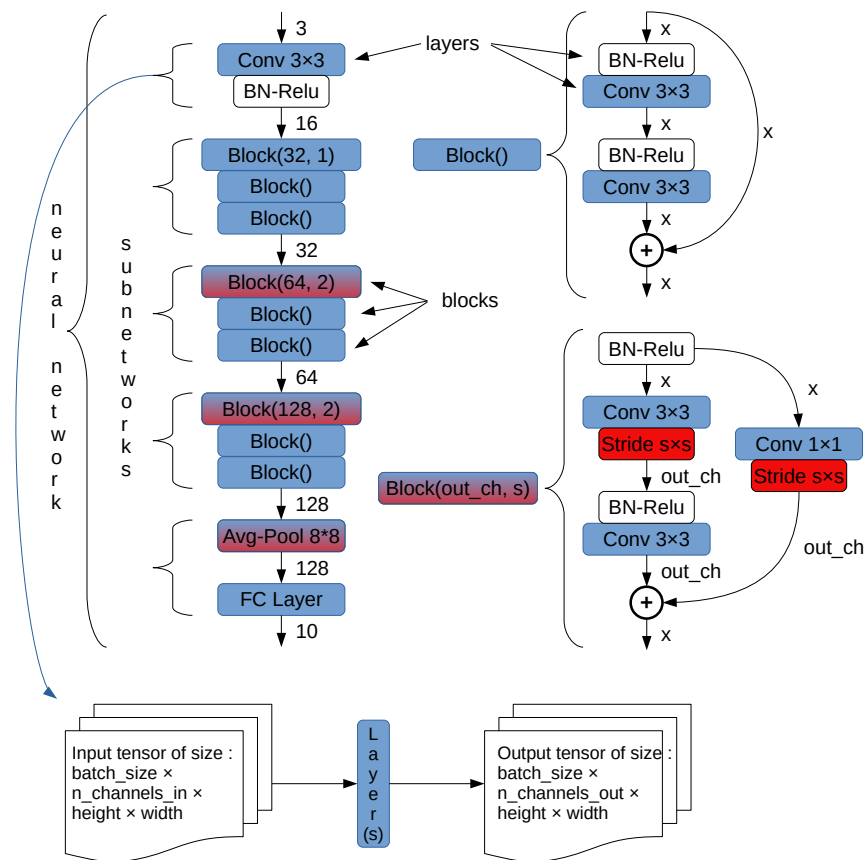 neural network
subnetworks
3
Conv 3×3
BN-Relu
16
Block(32, 1)
Block()
Block()
32
Block(64, 2)
Block()
Block()
64
Block(128, 2)
Block()
Block()
128
Avg-Pool 8*8
128
FC Layer
10
layers
blocks
Block()
x
BN-Relu
Conv 3×3
x
x
BN-Relu
Conv 3×3
x
+
x
Block(out_ch, s)
BN-Relu
x
x
Conv 3×3
Stride s×s
Conv 1×1
Stride s×s
out_ch
BN-Relu
Conv 3×3
out_ch
out_ch
+
x
Input tensor of size :
batch_size ×
n_channels_in ×
height × width
Layer(s)
Output tensor of size :
batch_size ×
n_channels_out ×
height × width